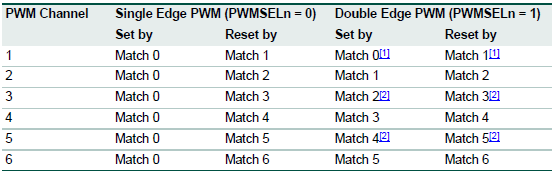 PWM Channel Single Edge PWM (PWMSELn = 0) Double Edge PWM (PWMSELn = 1)
Set by Reset by Set by Reset by
1 Match 0 Match 1 Match 0[1] Match 1[1]
2 Match 0 Match 2 Match 1 Match 2
3 Match 0 Match 3 Match 2[2] Match 3[2]
4 Match 0 Match 4 Match 3 Match 4
5 Match 0 Match 5 Match 4[2] Match 5[2]
6 Match 0 Match 6 Match 5 Match 6